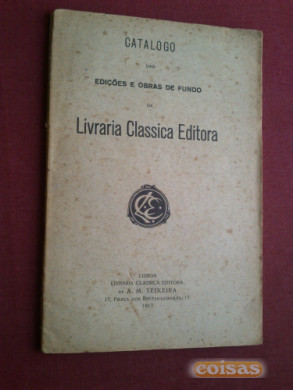 CATALOGO
DAS
EDIÇÕES E OBRAS DE FUNDO
DA
Livraria Classica Editora
LISBOA
LIVRARIA CLASSICA EDITORA
DE A. M. TEIXEIRA
17, PRAÇA DOS RESTAURADORES, 17
coisas